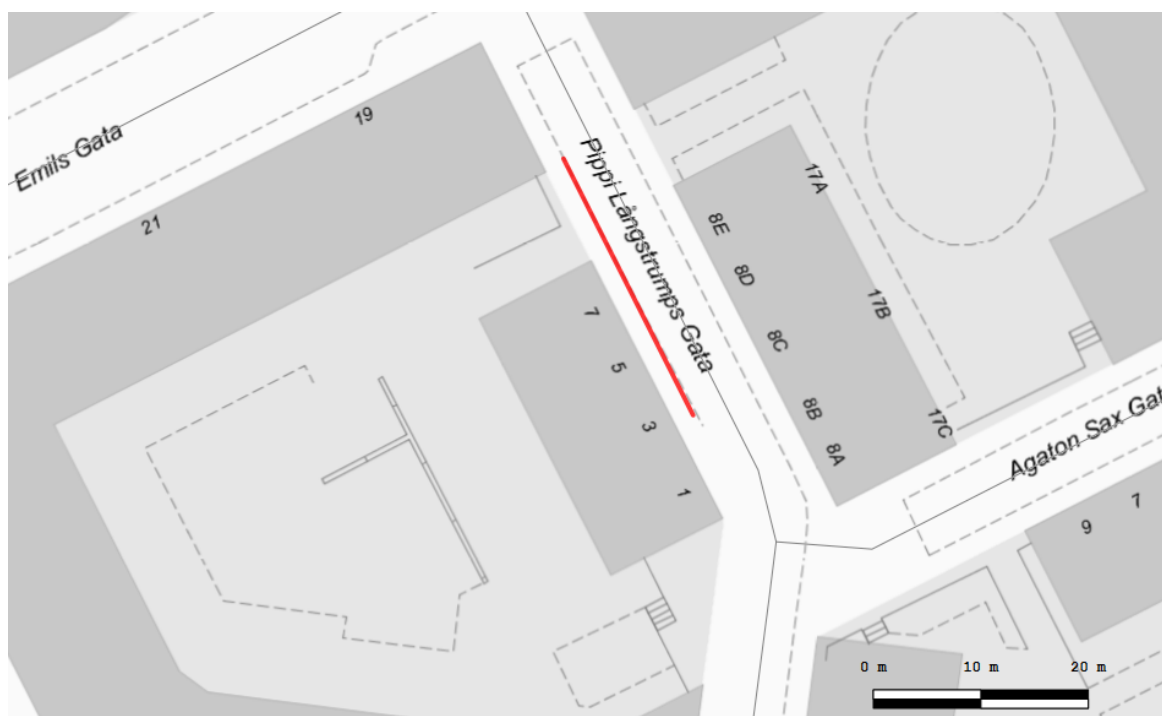 19
Emils Gata
21
Pippi Långstrumps Gata
17A
8E
8D
17B
7
8C
5
8B
17C
3
8A
Agaton Sax Gat
1
9
7
0 m
10 m
20 m